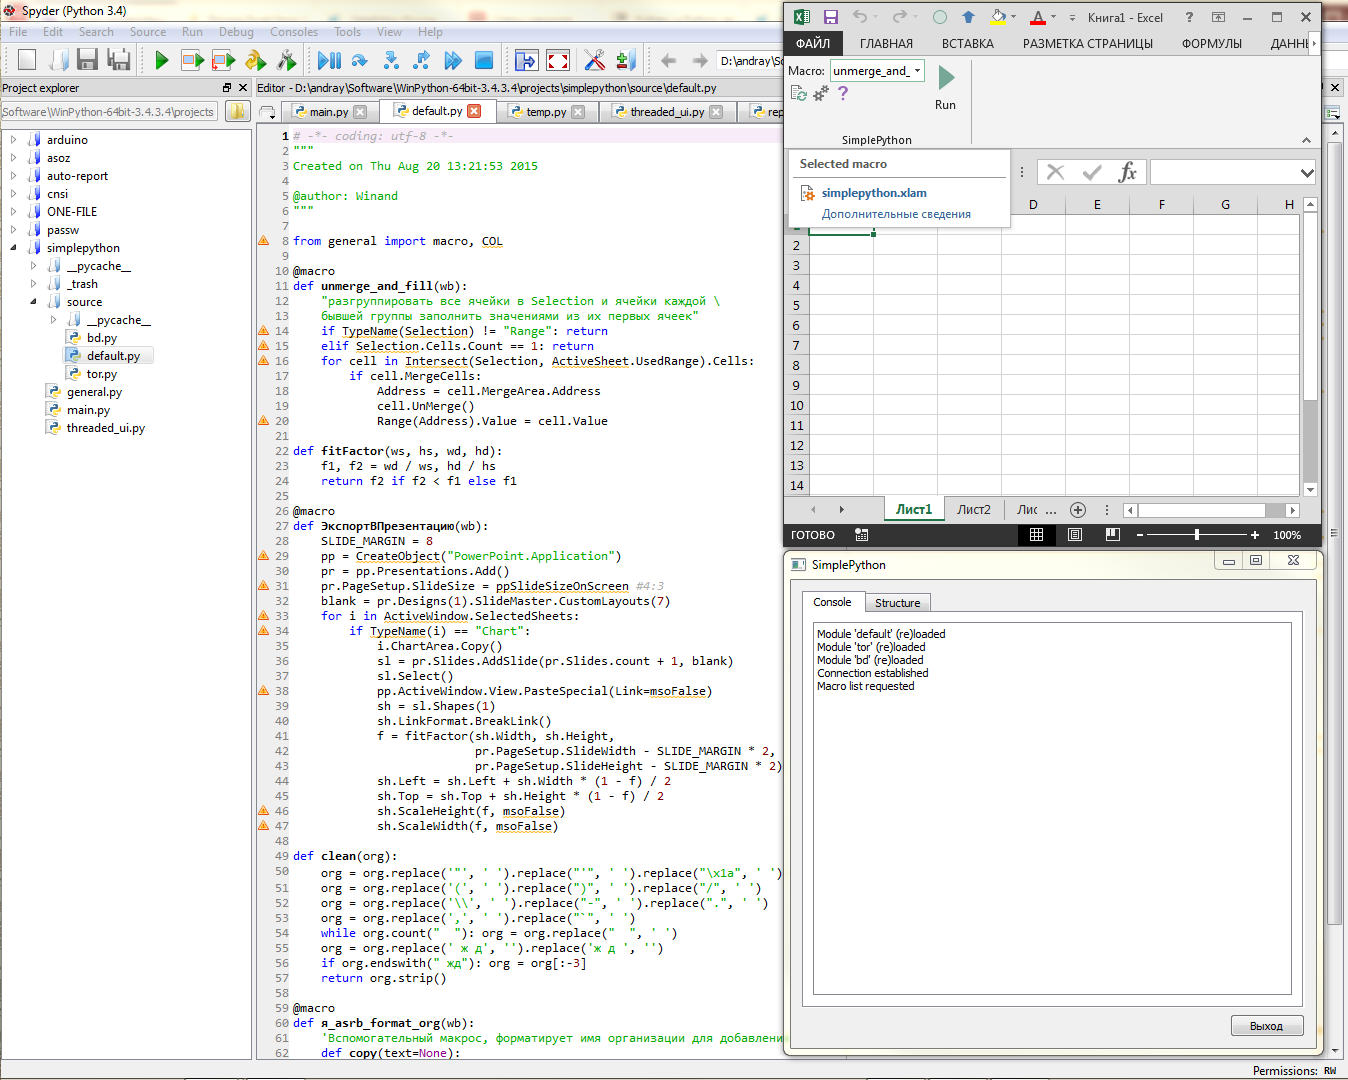 Spyder (Python 3.4)
File Edit Search Source Run Debug Consoles Tools View Help
D:\andray\So
Project explorer
Software\WinPython-64bit-3.4.3.4\projects
arduino
asoz
auto-report
cnsi
ONE-FILE
passw
simplepython
__pycache__
_trash
source
__pycache__
bd.py
default.py
tor.py
general.py
main.py
threaded_ui.py
Editor - D:\andray\Software\WinPython-64bit-3.4.3.4\projects\simplepython\source\default.py
main.py default.py temp.py threaded_ui.py rep
1 # -*- coding: utf-8 -*-
2 """
3 Created on Thu Aug 20 13:21:53 2015
4
5 @author: Winand
6 """
7
8 from general import macro, COL
9
10 @macro
11 def unmerge_and_fill(wb):
12 "разгруппировать все ячейки в Selection и ячейки каждой \
13 бывшей группы заполнить значениями из их первых ячеек"
14 if TypeName(Selection) != "Range": return
15 elif Selection.Cells.Count == 1: return
16 for cell in Intersect(Selection, ActiveSheet.UsedRange).Cells:
17 if cell.MergeCells:
18 Address = cell.MergeArea.Address
19 cell.UnMerge()
20 Range(Address).Value = cell.Value
21
22 def fitFactor(ws, hs, wd, hd):
23 f1, f2 = wd / ws, hd / hs
24 return f2 if f2 < f1 else f1
25
26 @macro
27 def ЭкспортВПрезентацию(wb):
28 SLIDE_MARGIN = 8
29 pp = CreateObject("PowerPoint.Application")
30 pr = pp.Presentations.Add()
31 pr.PageSetup.SlideSize = ppSlideSizeOnScreen #4:3
32 blank = pr.Designs(1).SlideMaster.CustomLayouts(7)
33 for i in ActiveWindow.SelectedSheets:
34 if TypeName(i) == "Chart":
35 i.ChartArea.Copy()
36 sl = pr.Slides.AddSlide(pr.Slides.count + 1, blank)
37 sl.Select()
38 pp.ActiveWindow.View.PasteSpecial(Link=msoFalse)
39 sh = sl.Shapes(1)
40 sh.LinkFormat.BreakLink()
41 f = fitFactor(sh.Width, sh.Height,
42 pr.PageSetup.SlideWidth - SLIDE_MARGIN * 2,
43 pr.PageSetup.SlideHeight - SLIDE_MARGIN * 2)
44 sh.Left = sh.Left + sh.Width * (1 - f) / 2
45 sh.Top = sh.Top + sh.Height * (1 - f) / 2
46 sh.ScaleHeight(f, msoFalse)
47 sh.ScaleWidth(f, msoFalse)
48
49 def clean(org):
50 org = org.replace('"', ' ').replace("'", ' ').replace("\x1a", ' ')
51 org = org.replace('(', ' ').replace(")", ' ').replace("/", ' ')
52 org = org.replace('\\', ' ').replace("-", ' ').replace(".", ' ')
53 org = org.replace(',', ' ').replace("`", ' ')
54 while org.count("  "): org = org.replace("  ", ' ')
55 org = org.replace(' ж д', '').replace('ж д ', '')
56 if org.endswith(" жд"): org = org[:-3]
57 return org.strip()
58
59 @macro
60 def я_asrb_format_org(wb):
61 'Вспомогательный макрос, форматирует имя организации для добавлени
62 def copy(text=None):
Книга1 - Excel
ФАЙЛ ГЛАВНАЯ ВСТАВКА РАЗМЕТКА СТРАНИЦЫ ФОРМУЛЫ ДАНН
Macro: unmerge_and_
Run
SimplePython
Selected macro
simplepython.xlam
Дополнительные сведения
fx
D E F G H
2
3
4
5
6
7
8
9
10
11
12
13
14
Лист1 Лист2 Лис ...
ГОТОВО 100%
SimplePython
Console Structure
Module 'default' (re)loaded
Module 'tor' (re)loaded
Module 'bd' (re)loaded
Connection established
Macro list requested
Выход
Permissions: RW